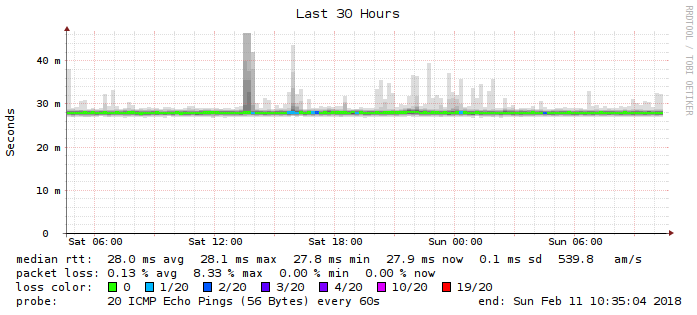 Last 30 Hours
RRDTOOL / TOBI OETIKER
Seconds
40 m
30 m
20 m
10 m
0
Sat 06:00 Sat 12:00 Sat 18:00 Sun 00:00 Sun 06:00
median rtt: 28.0 ms avg 28.1 ms max 27.8 ms min 27.9 ms now 0.1 ms sd 539.8 am/s
packet loss: 0.13 % avg 8.33 % max 0.00 % min 0.00 % now
loss color: 0 1/20 2/20 3/20 4/20 10/20 19/20
probe: 20 ICMP Echo Pings (56 Bytes) every 60s end: Sun Feb 11 10:35:04 2018